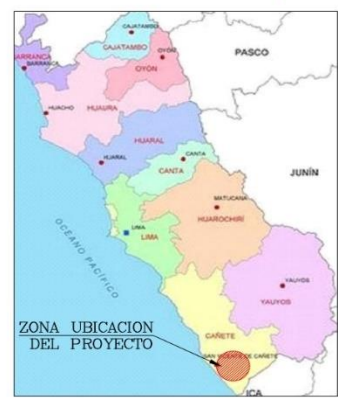 CAJATAMBO
CAJATAMBO
OYÓN
PASCO
BARRANCA
BARRANCA
OYÓN
HUACHO
HUAURA
HUARAL
HUARAL
CANTA
CANTA
JUNÍN
MATUCANA
HUAROCHIRÍ
LIMA
LIMA
OCEANO PACÍFICO
YAUYOS
YAUYOS
CAÑETE
ZONA UBICACION
DEL PROYECTO
SAN VICENTE DE CAÑETE
ICA